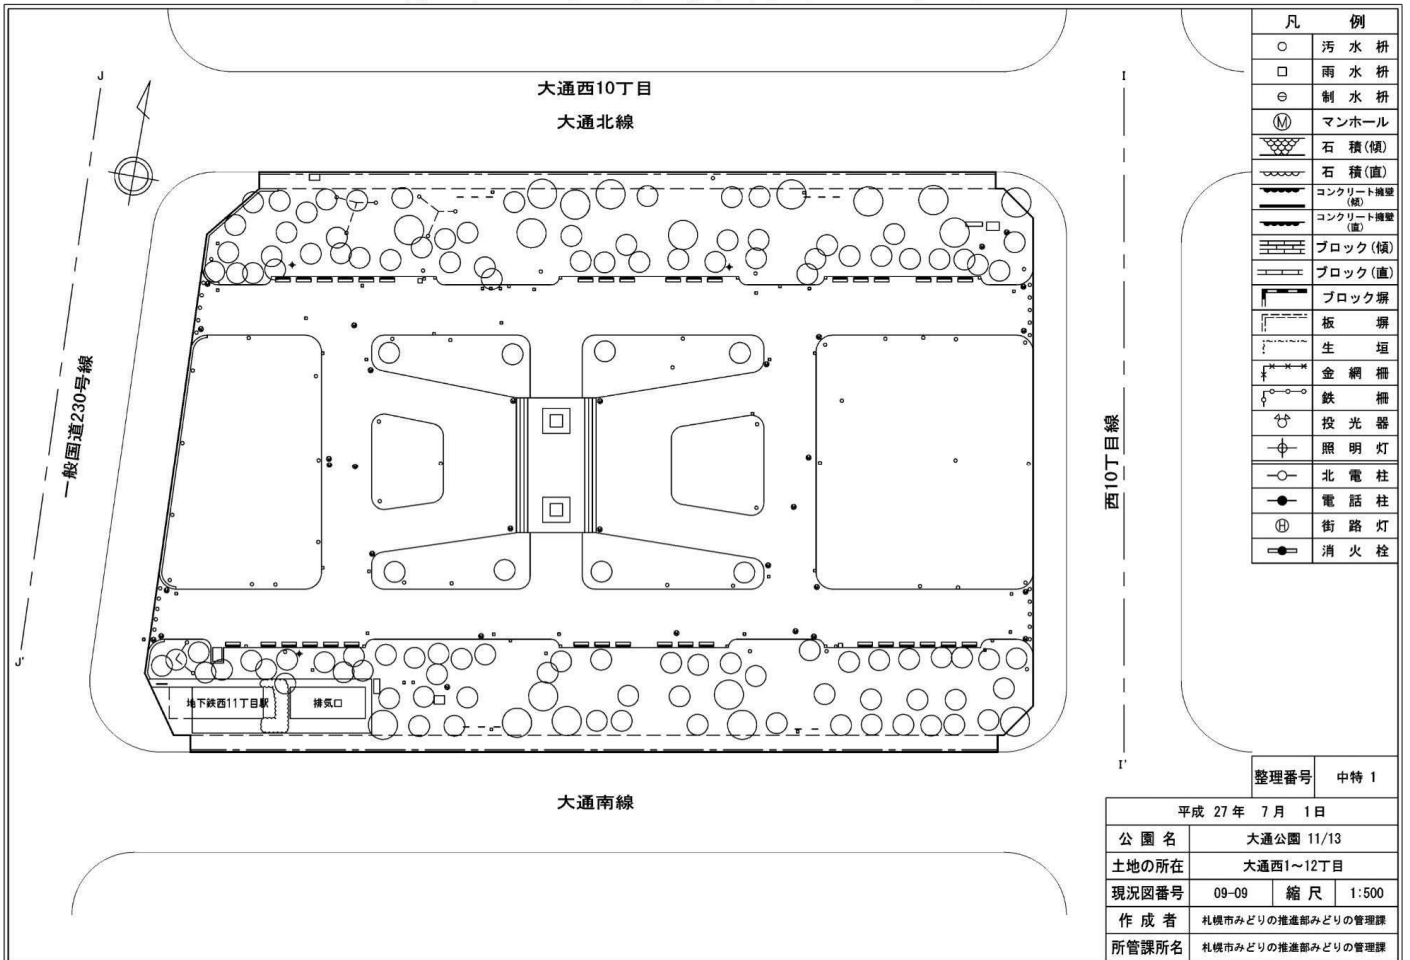 大通西10丁目
大通北線
J
I
一般国道230号線
西10丁目線
J'
I'
地下鉄西11丁目駅
排気口
大通南線
凡 例
汚水枡
雨水枡
制水枡
Ⓜ マンホール
石積(傾)
石積(直)
コンクリート擁壁
(傾)
コンクリート擁壁
(直)
ブロック(傾)
ブロック(直)
ブロック塀
板塀
生垣
金網柵
鉄柵
投光器
照明灯
北電柱
電話柱
Ⓗ 街路灯
消火栓
整理番号 中特 1
平成 27年 7月 1日
公園名 大通公園 11/13
土地の所在 大通西1～12丁目
現況図番号 09-09 縮尺 1:500
作成者 札幌市みどりの推進部みどりの管理課
所管課所名 札幌市みどりの推進部みどりの管理課